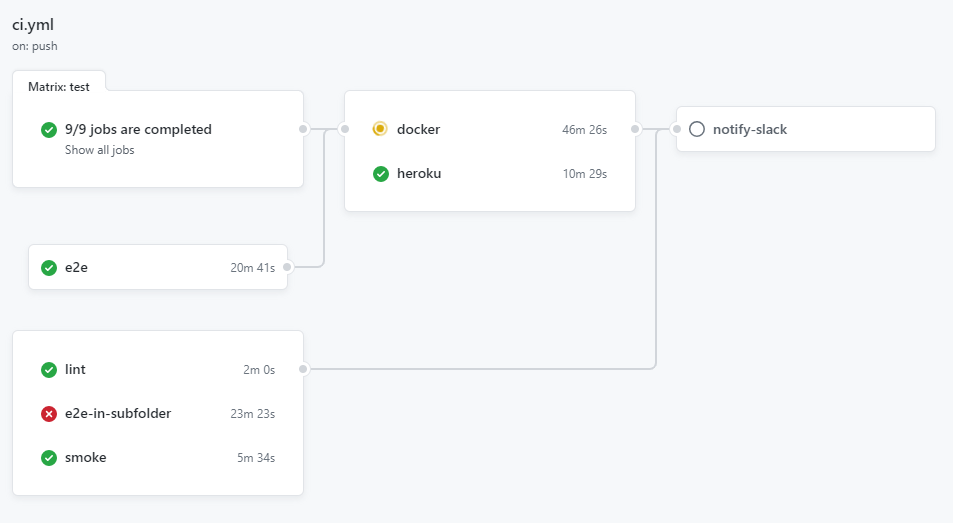 ci.yml
on: push
Matrix: test
9/9 jobs are completed
Show all jobs
docker 46m 26s
heroku 10m 29s
notify-slack
e2e 20m 41s
lint 2m 0s
e2e-in-subfolder 23m 23s
smoke 5m 34s